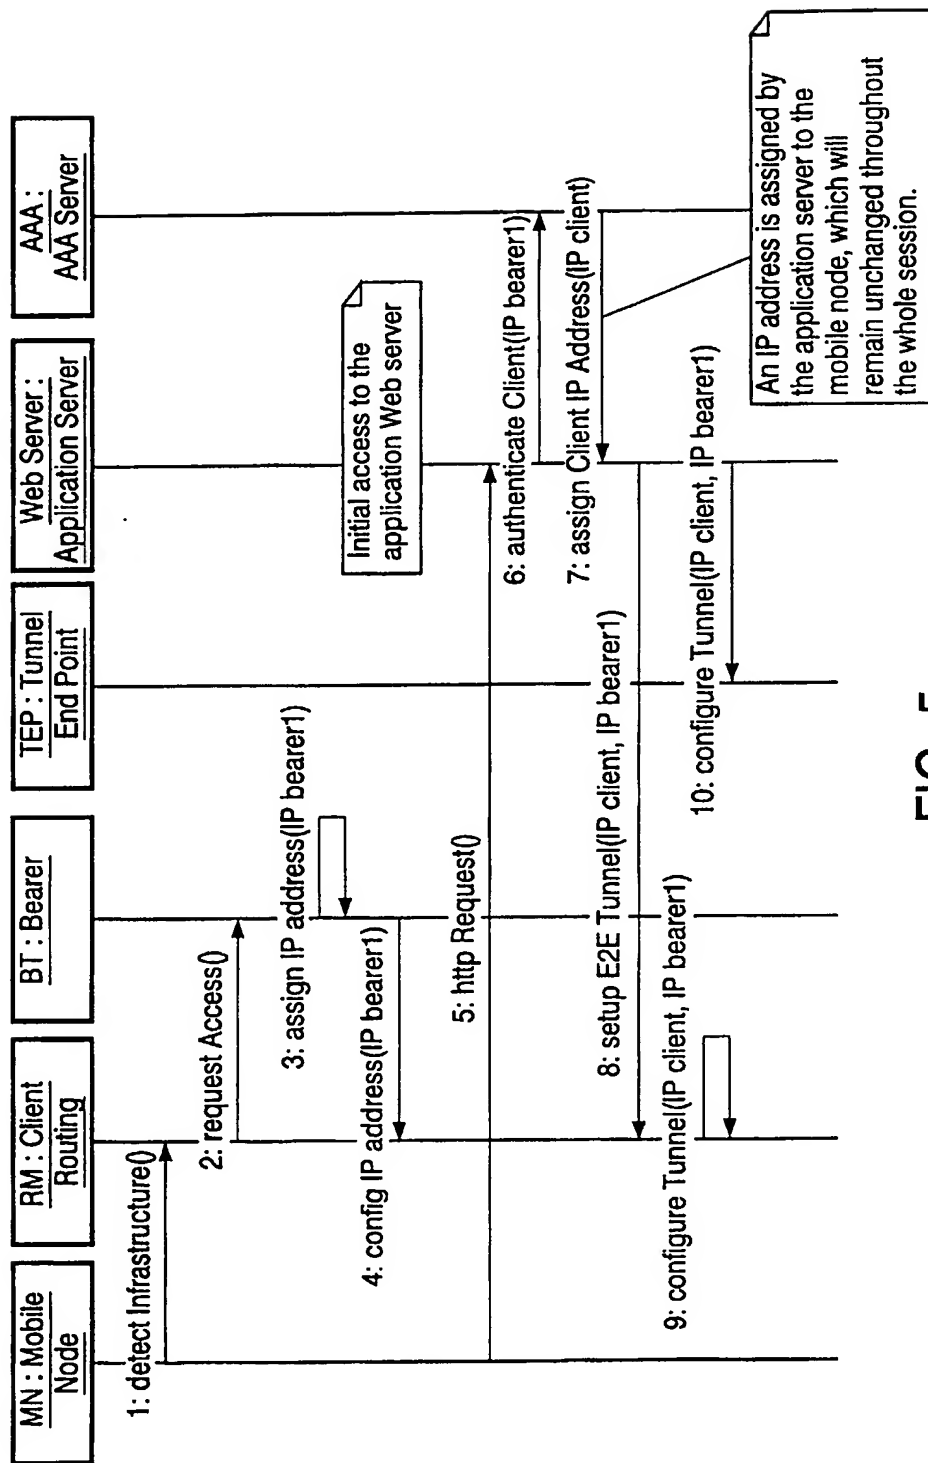 MN : Mobile
Node
RM : Client
Routing
BT : Bearer
TEP : Tunnel
End Point
Web Server :
Application Server
AAA :
AAA Server
1: detect Infrastructure()
2: request Access()
3: assign IP address(IP bearer1)
4: config IP address(IP bearer1)
Initial access to the
application Web server
5: http Request()
6: authenticate Client(IP bearer1)
7: assign Client IP Address(IP client)
8: setup E2E Tunnel(IP client, IP bearer1)
9: configure Tunnel(IP client, IP bearer1)
10: configure Tunnel(IP client, IP bearer1)
An IP address is assigned by
the application server to the
mobile node, which will
remain unchanged throughout
the whole session.